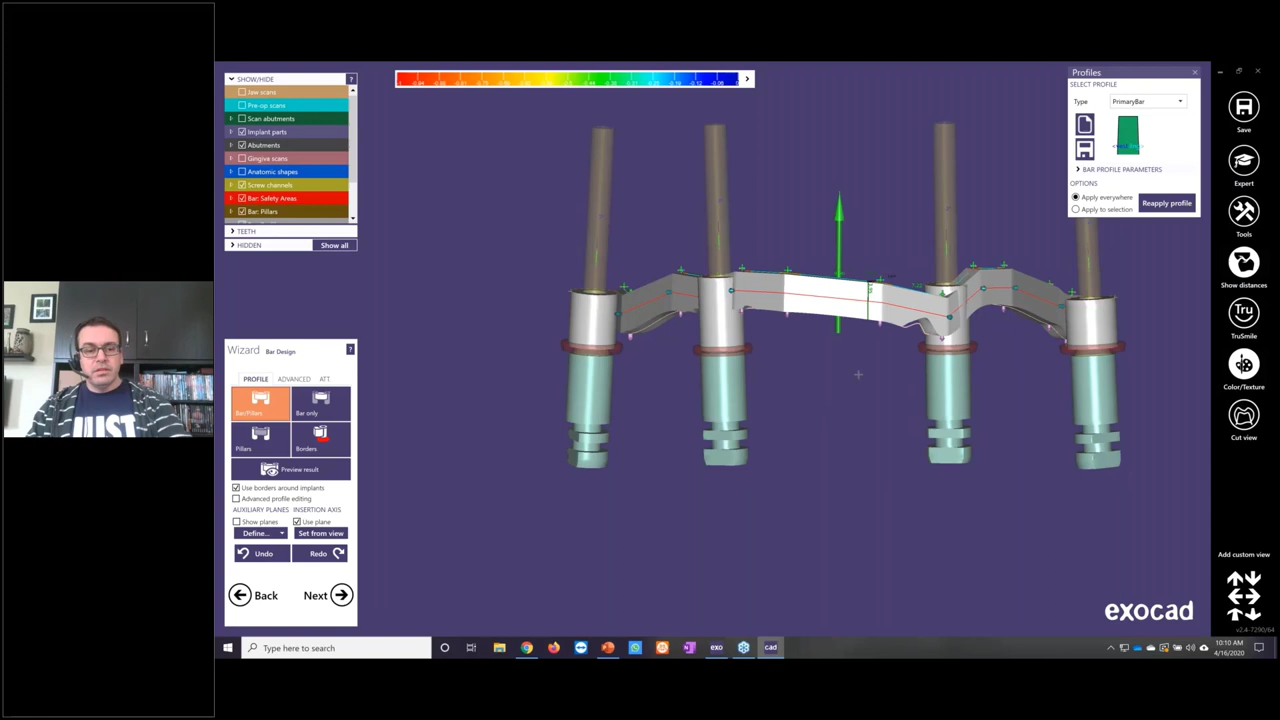 SHOW/HIDE
?
Jaw scans
Pre-op scans
Scan abutments
Implant parts
Abutments
Gingiva scans
Anatomic shapes
Screw channels
Bar: Safety Areas
Bar: Pillars
TEETH
HIDDEN
Show all
Wizard Bar Design ?
PROFILE ADVANCED ATT
Bar/Pillars Bar only
Pillars Borders
Preview result
Use borders around implants
Advanced profile editing
AUXILIARY PLANES INSERTION AXIS
Show planes Use plane
Define... Set from view
Undo Redo
Back Next
Profiles
SELECT PROFILE
Type PrimaryBar
BAR PROFILE PARAMETERS
OPTIONS
Apply everywhere
Apply to selection
Reapply profile
Save
Expert
Tools
Show distances
Tru
TruSmile
Color/Texture
Cut view
Add custom view
exocad
v2.4-7290/64
JUST
Type here to search
exo
cad
10:10 AM
4/16/2020